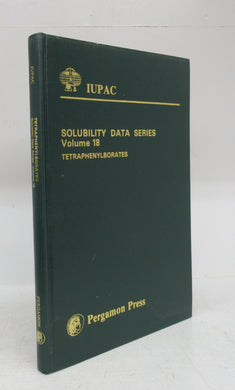 IUPAC
SOLUBILITY DATA SERIES
Volume 18
TETRAPHENYLBORATES
Pergamon Press
IUPAC
TETRAPHENYLBORATES
PERGAMON